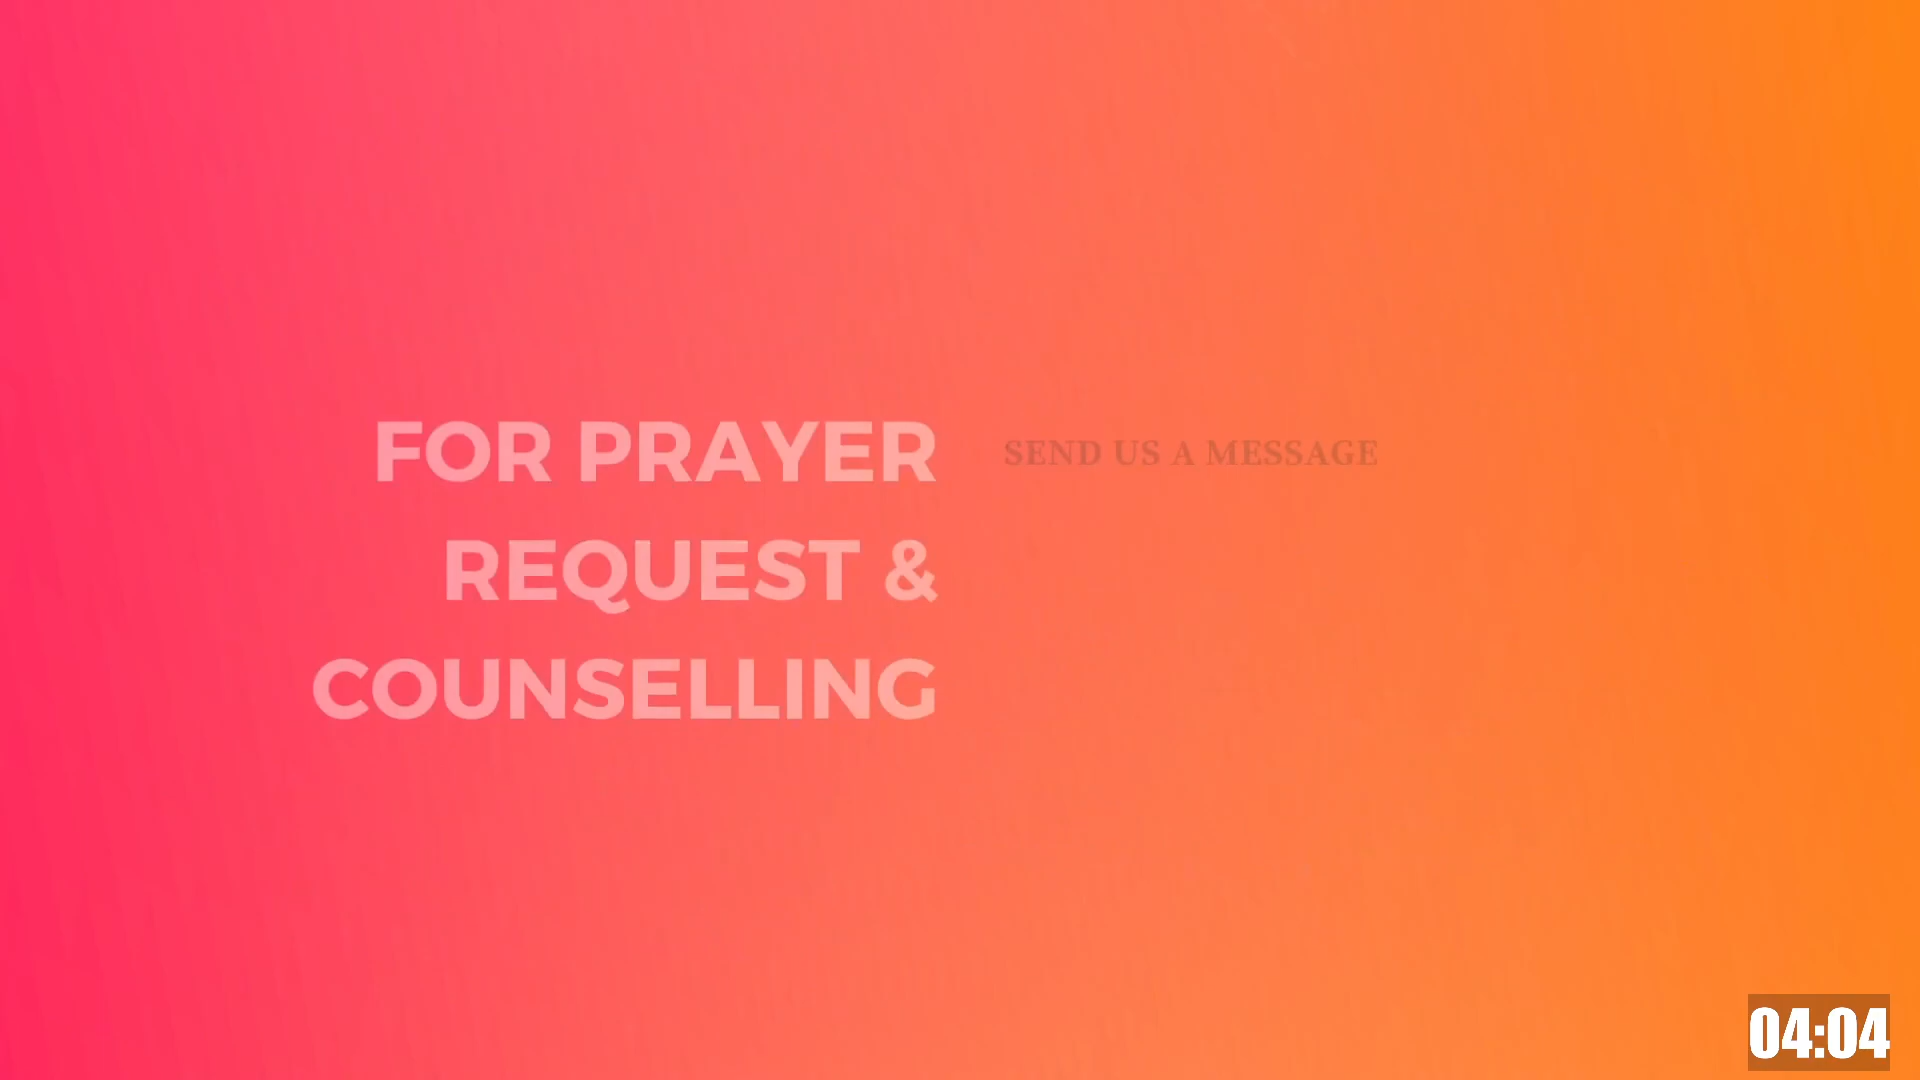 FOR PRAYER
REQUEST &
COUNSELLING
SEND US A MESSAGE
04:04